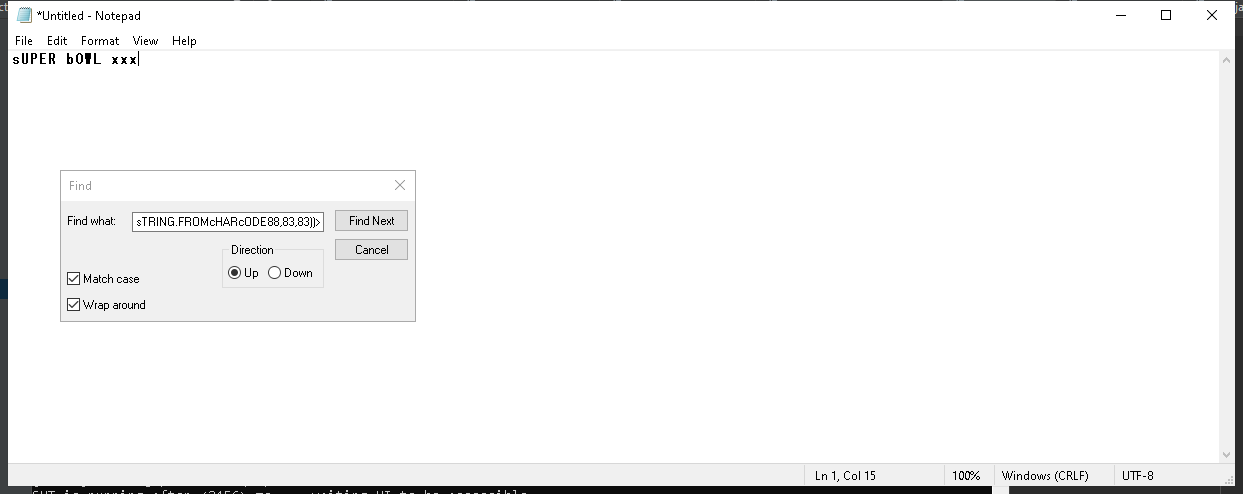 *Untitled - Notepad
File Edit Format View Help
sUPER bOWL xxx
Find
Find what: sTRING.FROMcHARcODE88,83,83))> Find Next
Direction Cancel
Up Down
Match case
Wrap around
Ln 1, Col 15 100% Windows (CRLF) UTF-8